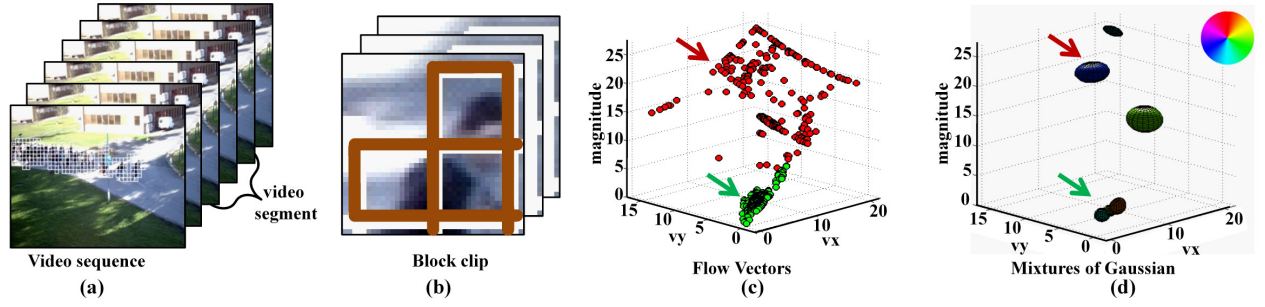 video
segment
Video sequence
(a)
Block clip
(b)
magnitude
25
20
15
10
5
0
15
10
5
0
vy
0
10
20
vx
Flow Vectors
(c)
magnitude
25
20
15
10
5
0
15
10
5
0
vy
0
10
20
vx
Mixtures of Gaussian
(d)